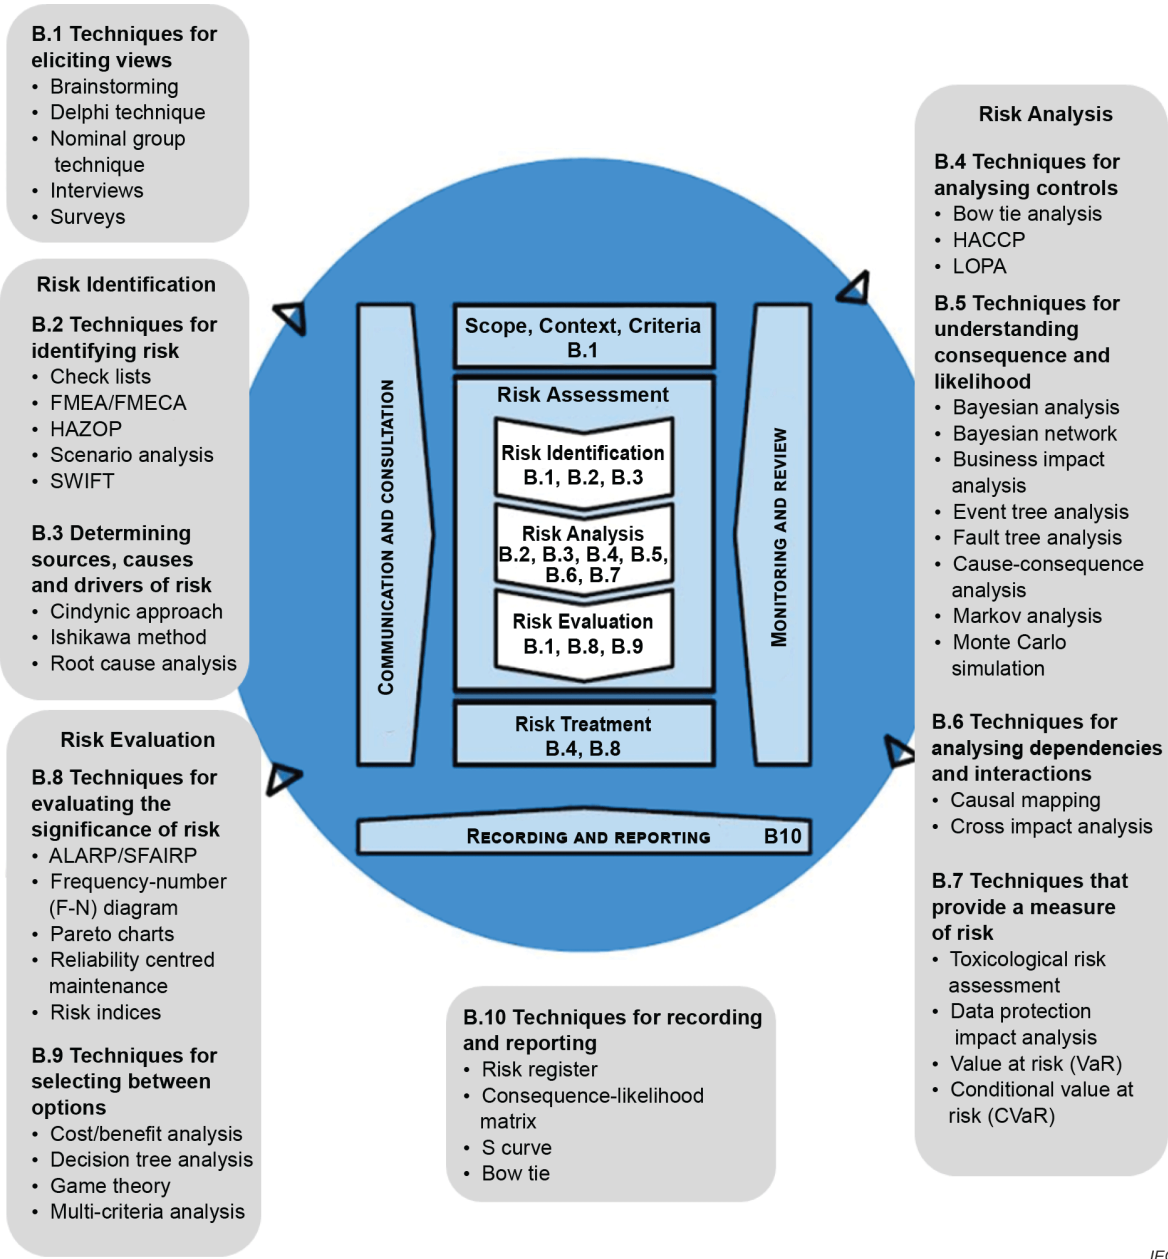 B.1 Techniques for
eliciting views
• Brainstorming
• Delphi technique
• Nominal group
technique
• Interviews
• Surveys
Risk Identification
B.2 Techniques for
identifying risk
• Check lists
• FMEA/FMECA
• HAZOP
• Scenario analysis
• SWIFT
B.3 Determining
sources, causes
and drivers of risk
• Cindynic approach
• Ishikawa method
• Root cause analysis
Risk Evaluation
B.8 Techniques for
evaluating the
significance of risk
• ALARP/SFAIRP
• Frequency-number
(F-N) diagram
• Pareto charts
• Reliability centred
maintenance
• Risk indices
B.9 Techniques for
selecting between
options
• Cost/benefit analysis
• Decision tree analysis
• Game theory
• Multi-criteria analysis
COMMUNICATION AND CONSULTATION
Scope, Context, Criteria
B.1
Risk Assessment
Risk Identification
B.1, B.2, B.3
Risk Analysis
B.2, B.3, B.4, B.5,
B.6, B.7
Risk Evaluation
B.1, B.8, B.9
Risk Treatment
B.4, B.8
MONITORING AND REVIEW
RECORDING AND REPORTING B10
B.10 Techniques for recording
and reporting
• Risk register
• Consequence-likelihood
matrix
• S curve
• Bow tie
Risk Analysis
B.4 Techniques for
analysing controls
• Bow tie analysis
• HACCP
• LOPA
B.5 Techniques for
understanding
consequence and
likelihood
• Bayesian analysis
• Bayesian network
• Business impact
analysis
• Event tree analysis
• Fault tree analysis
• Cause-consequence
analysis
• Markov analysis
• Monte Carlo
simulation
B.6 Techniques for
analysing dependencies
and interactions
• Causal mapping
• Cross impact analysis
B.7 Techniques that
provide a measure
of risk
• Toxicological risk
assessment
• Data protection
impact analysis
• Value at risk (VaR)
• Conditional value at
risk (CVaR)